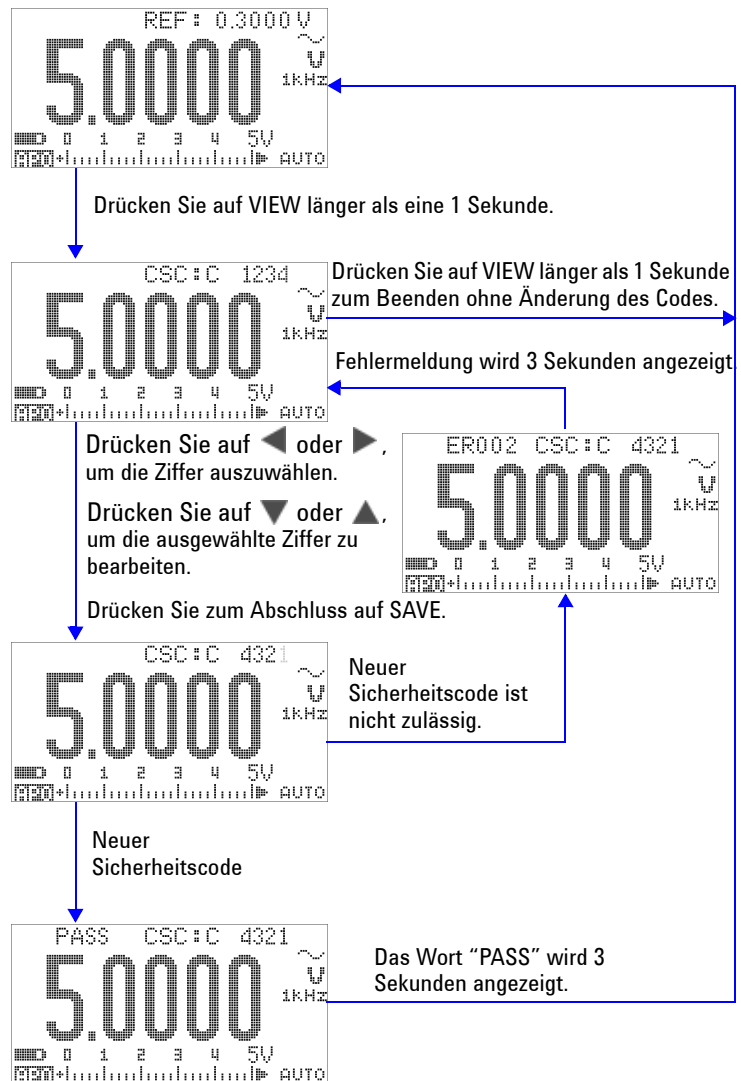 REF: 0.3000 V
5.0000
V
1kHz
0 1 2 3 4 5V
APO AUTO
Drücken Sie auf VIEW länger als eine 1 Sekunde.
CSC:C 1234
5.0000
V
1kHz
0 1 2 3 4 5V
APO AUTO
Drücken Sie auf VIEW länger als 1 Sekunde
zum Beenden ohne Änderung des Codes.
Fehlermeldung wird 3 Sekunden angezeigt.
Drücken Sie auf ◀ oder ▶,
um die Ziffer auszuwählen.
Drücken Sie auf ▼ oder ▲,
um die ausgewählte Ziffer zu
bearbeiten.
Drücken Sie zum Abschluss auf SAVE.
ER002 CSC:C 4321
5.0000
V
1kHz
0 1 2 3 4 5V
APO AUTO
CSC:C 4321
5.0000
V
1kHz
0 1 2 3 4 5V
APO AUTO
Neuer
Sicherheitscode ist
nicht zulässig.
Neuer
Sicherheitscode
PASS CSC:C 4321
5.0000
V
1kHz
0 1 2 3 4 5V
APO AUTO
Das Wort “PASS” wird 3
Sekunden angezeigt.